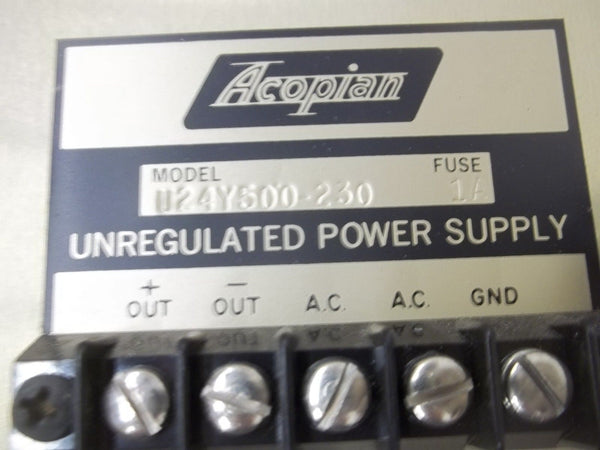 Acopian
MODEL FUSE
U24Y500-230 1A
UNREGULATED POWER SUPPLY
+ − 
OUT OUT A.C. A.C. GND